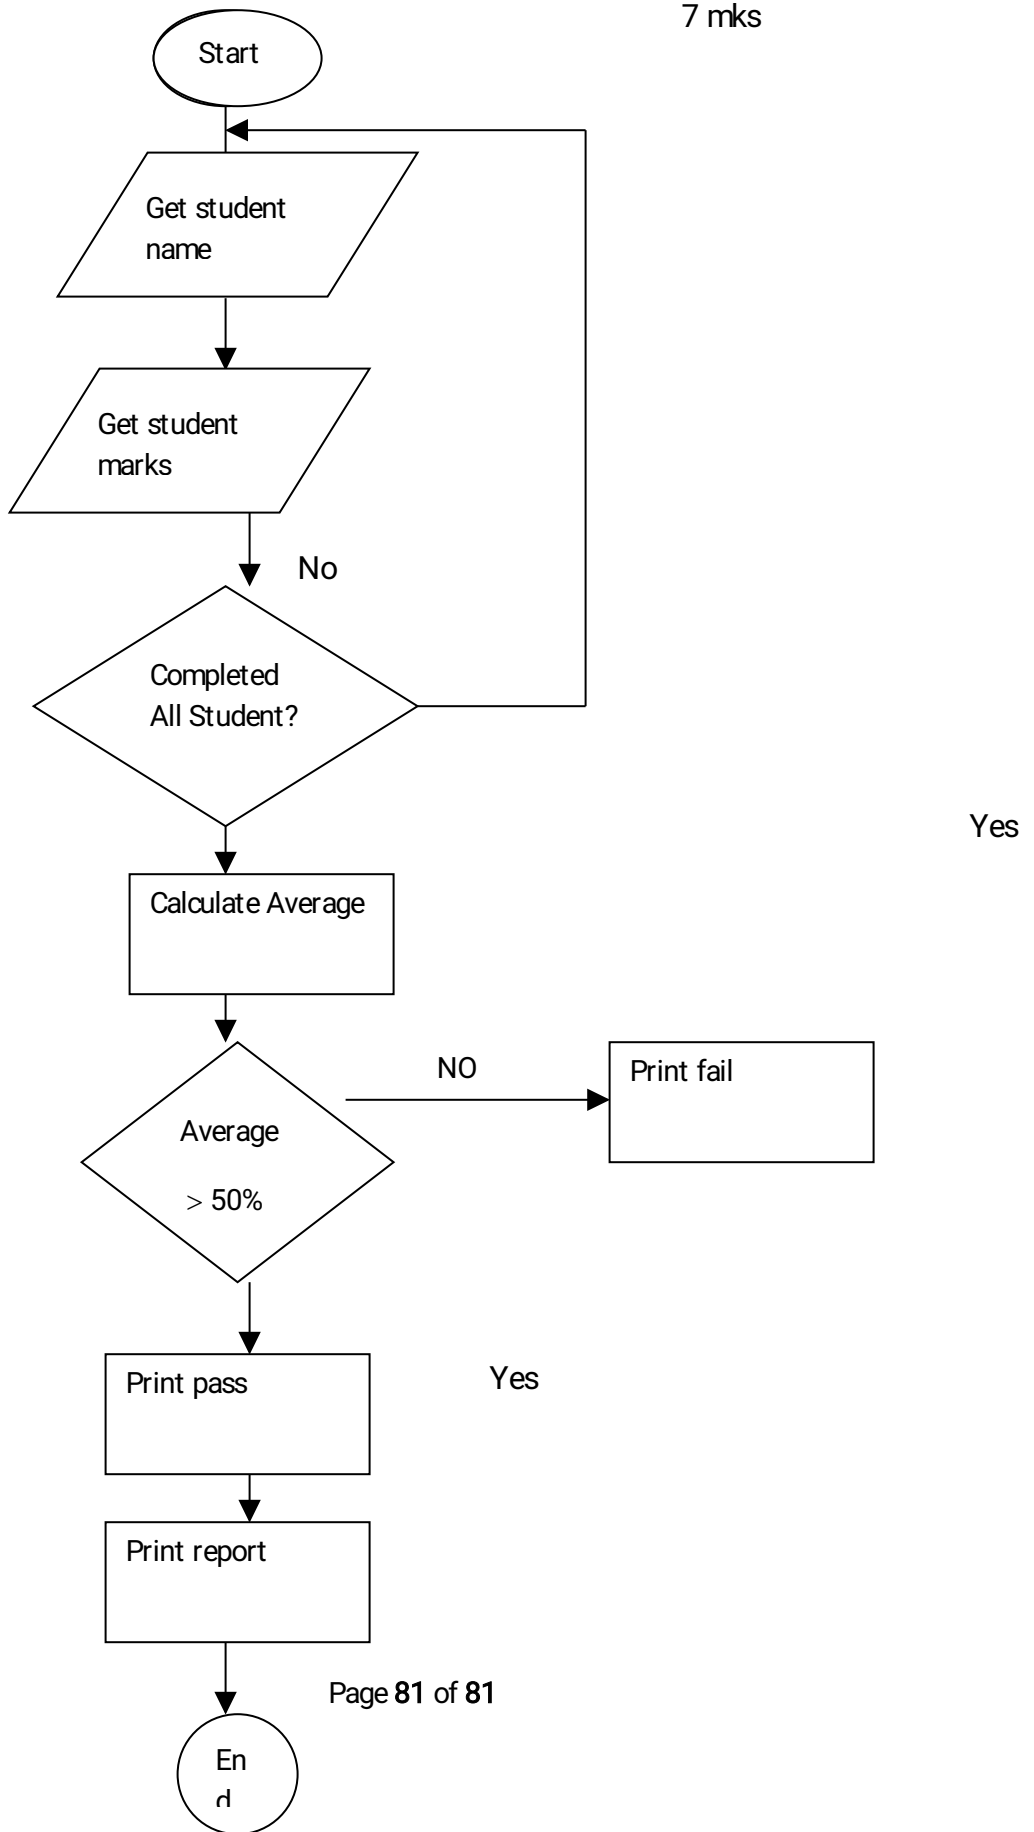 7 mks
Start
Get student
name
Get student
marks
No
Completed
All Student?
Yes
Calculate Average
NO
Print fail
Average
> 50%
Print pass
Yes
Print report
Page 81 of 81
En
d